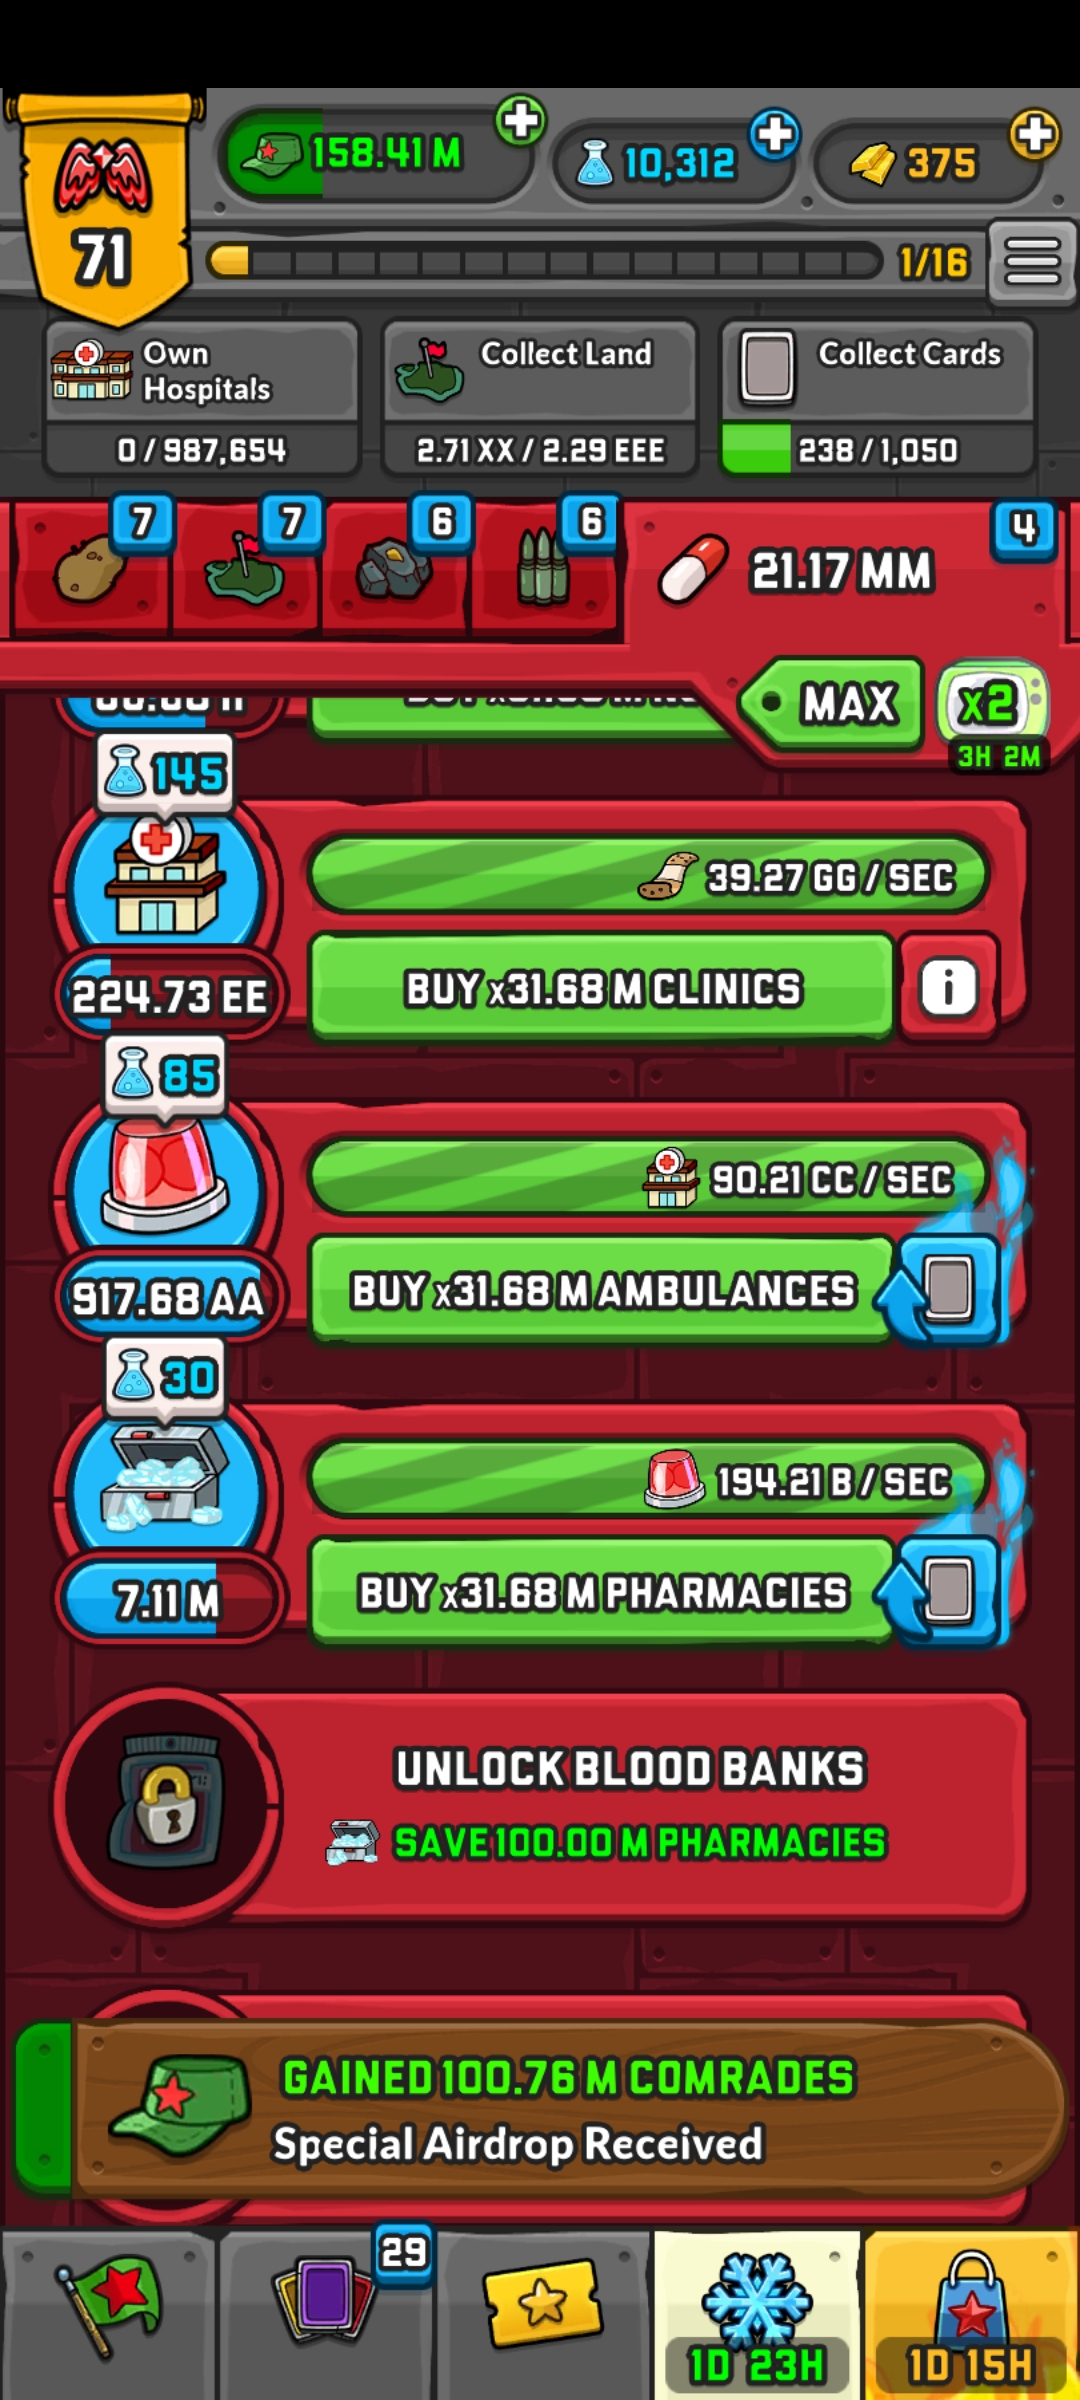 158.41 M
10,312
375
71
1/16
Own
Hospitals
Collect Land
Collect Cards
0 / 987,654
2.71 XX / 2.29 EEE
238 / 1,050
7
7
6
6
4
21.17 MM
MAX
x2
3H 2M
145
39.27 GG / SEC
224.73 EE
BUY x31.68 M CLINICS
i
85
90.21 CC / SEC
917.68 AA
BUY x31.68 M AMBULANCES
30
194.21 B / SEC
7.11 M
BUY x31.68 M PHARMACIES
UNLOCK BLOOD BANKS
SAVE 100.00 M PHARMACIES
GAINED 100.76 M COMRADES
Special Airdrop Received
29
1D 23H
1D 15H